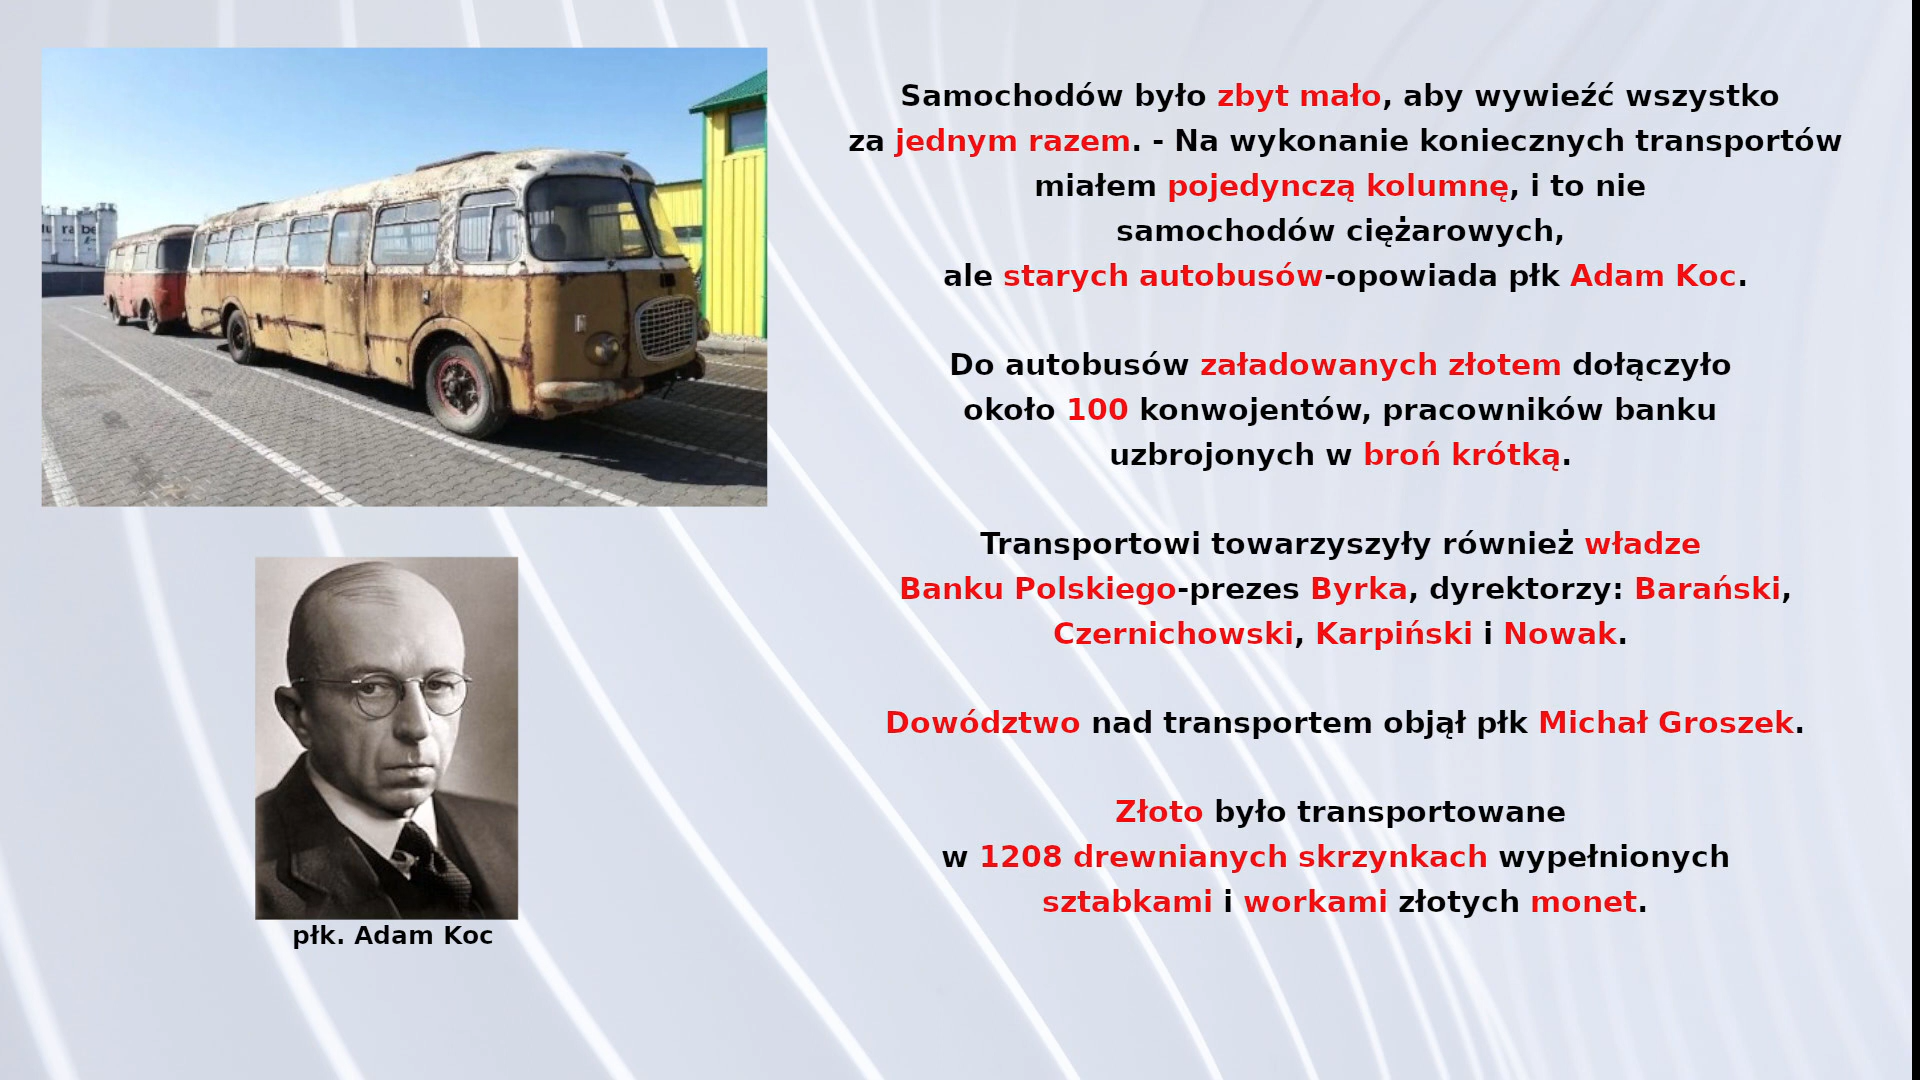 Samochodów było zbyt mało, aby wywieźć wszystko
za jednym razem. - Na wykonanie koniecznych transportów
miałem pojedynczą kolumnę, i to nie
samochodów ciężarowych,
ale starych autobusów-opowiada płk Adam Koc.
Do autobusów załadowanych złotem dołączyło
około 100 konwojentów, pracowników banku
uzbrojonych w broń krótką.
Transportowi towarzyszyły również władze
Banku Polskiego-prezes Byrka, dyrektorzy: Barański,
Czernichowski, Karpiński i Nowak.
Dowództwo nad transportem objął płk Michał Groszek.
Złoto było transportowane
w 1208 drewnianych skrzynkach wypełnionych
sztabkami i workami złotych monet.
płk. Adam Koc